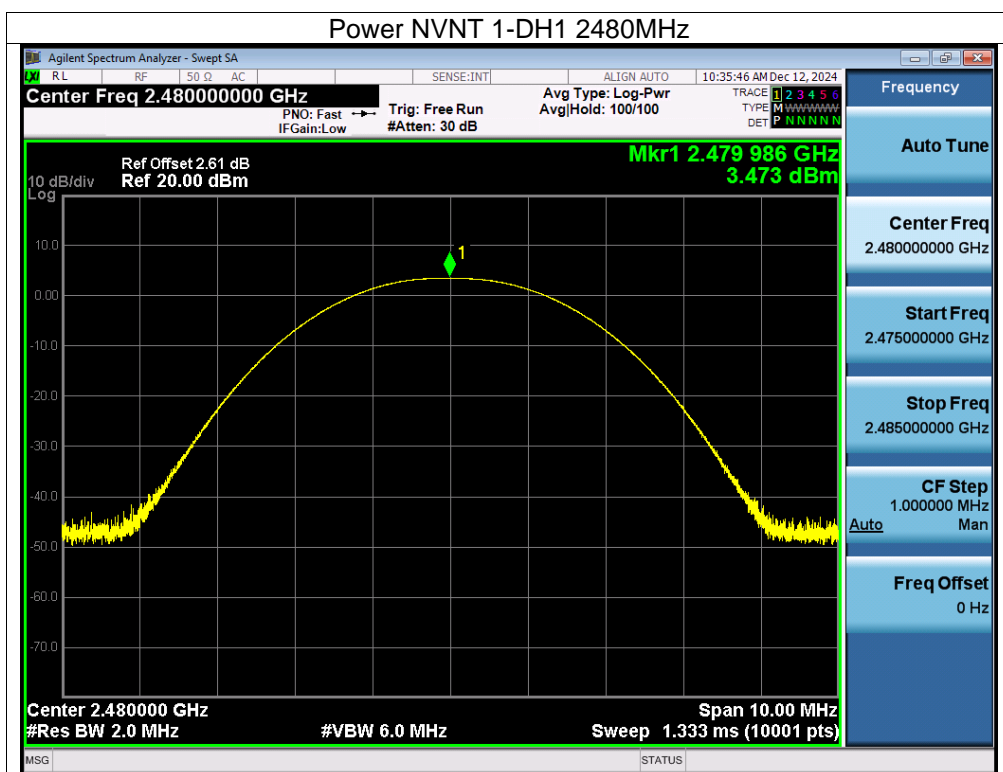 Power NVNT 1-DH1 2480MHz
Agilent Spectrum Analyzer - Swept SA
LXI RL RF 50 Ω AC SENSE:INT ALIGN AUTO 10:35:46 AM Dec 12, 2024
Center Freq 2.480000000 GHz
PNO: Fast
IFGain:Low
Trig: Free Run
#Atten: 30 dB
Avg Type: Log-Pwr
Avg|Hold: 100/100
TRACE 1 2 3 4 5 6
TYPE M WWWWW
DET P N N N N N
Mkr1 2.479 986 GHz
3.473 dBm
Ref Offset 2.61 dB
Ref 20.00 dBm
10 dB/div
Log
10.0
0.00
-10.0
-20.0
-30.0
-40.0
-50.0
-60.0
-70.0
1
Center 2.480000 GHz
Span 10.00 MHz
#Res BW 2.0 MHz
#VBW 6.0 MHz
Sweep 1.333 ms (10001 pts)
MSG
STATUS
Frequency
Auto Tune
Center Freq
2.480000000 GHz
Start Freq
2.475000000 GHz
Stop Freq
2.485000000 GHz
CF Step
1.000000 MHz
Auto Man
Freq Offset
0 Hz